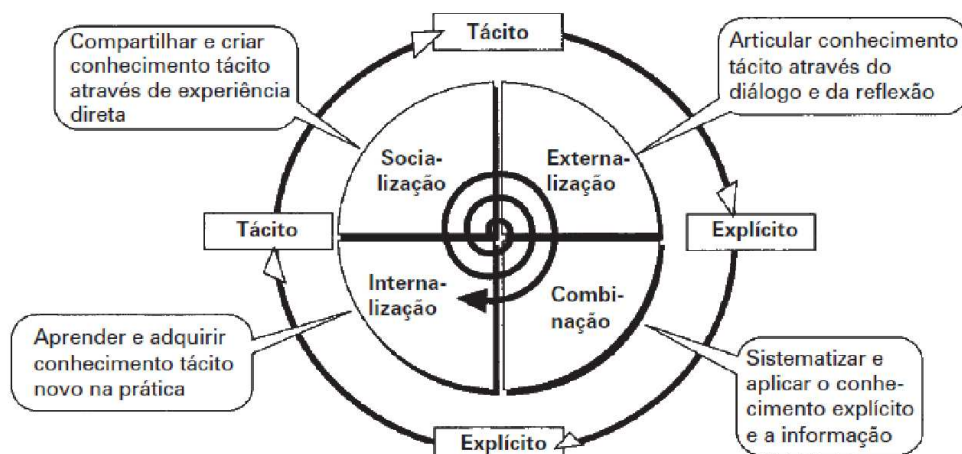 Tácito
Compartilhar e criar
conhecimento tácito
através de experiência
direta
Articular conhecimento
tácito através do
diálogo e da reflexão
Socia-
lização
Externa-
lização
Tácito
Explícito
Interna-
lização
Combi-
nação
Aprender e adquirir
conhecimento tácito
novo na prática
Sistematizar e
aplicar o conhe-
cimento explícito
e a informação
Explícito